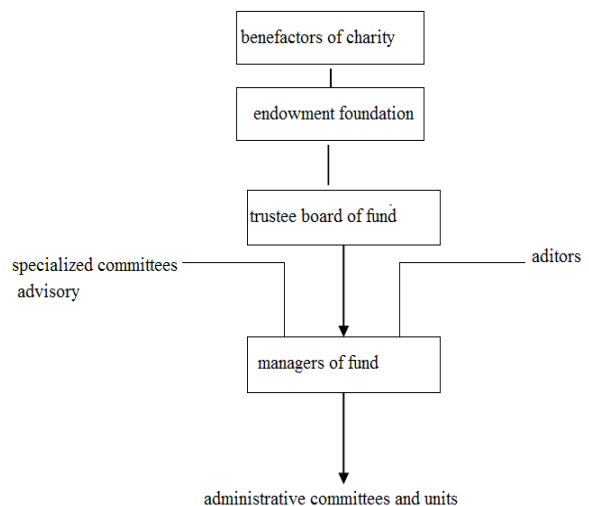 benefactors of charity
endowment foundation
trustee board of fund
specialized committees
advisory
aditors
managers of fund
administrative committees and units